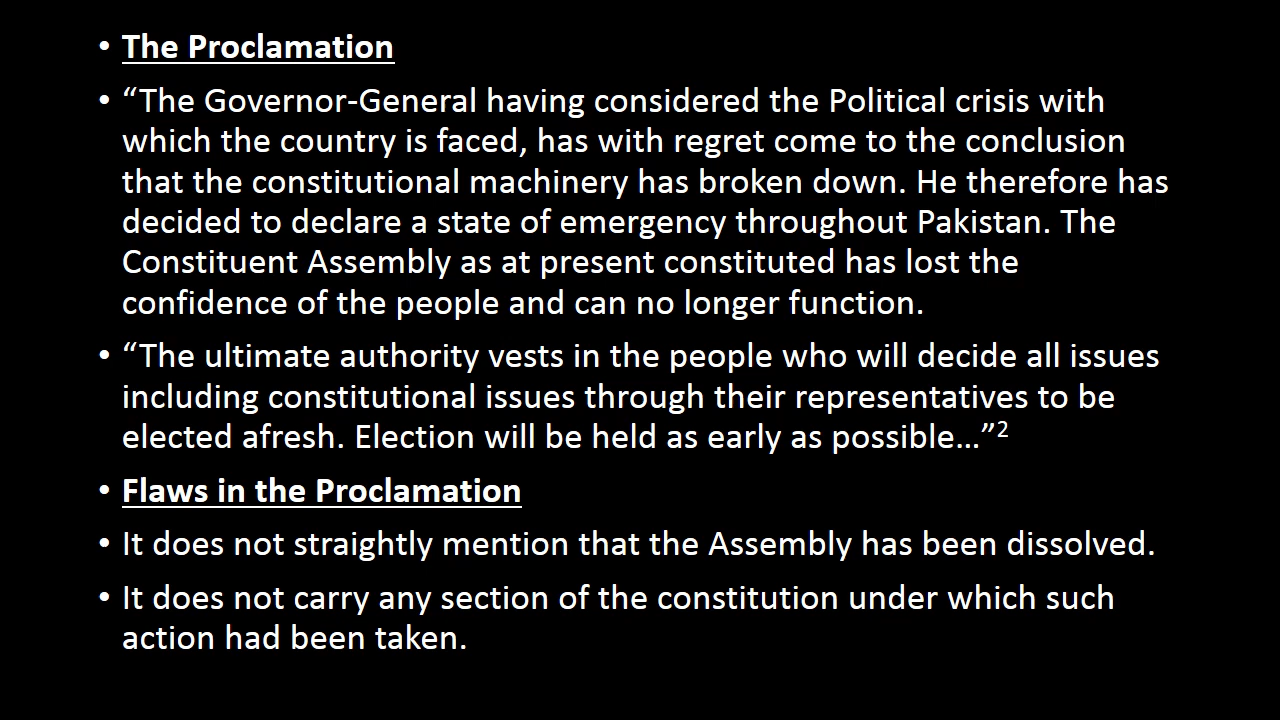 • The Proclamation
• “The Governor-General having considered the Political crisis with
which the country is faced, has with regret come to the conclusion
that the constitutional machinery has broken down. He therefore has
decided to declare a state of emergency throughout Pakistan. The
Constituent Assembly as at present constituted has lost the
confidence of the people and can no longer function.
• “The ultimate authority vests in the people who will decide all issues
including constitutional issues through their representatives to be
elected afresh. Election will be held as early as possible…”2
• Flaws in the Proclamation
• It does not straightly mention that the Assembly has been dissolved.
• It does not carry any section of the constitution under which such
action had been taken.